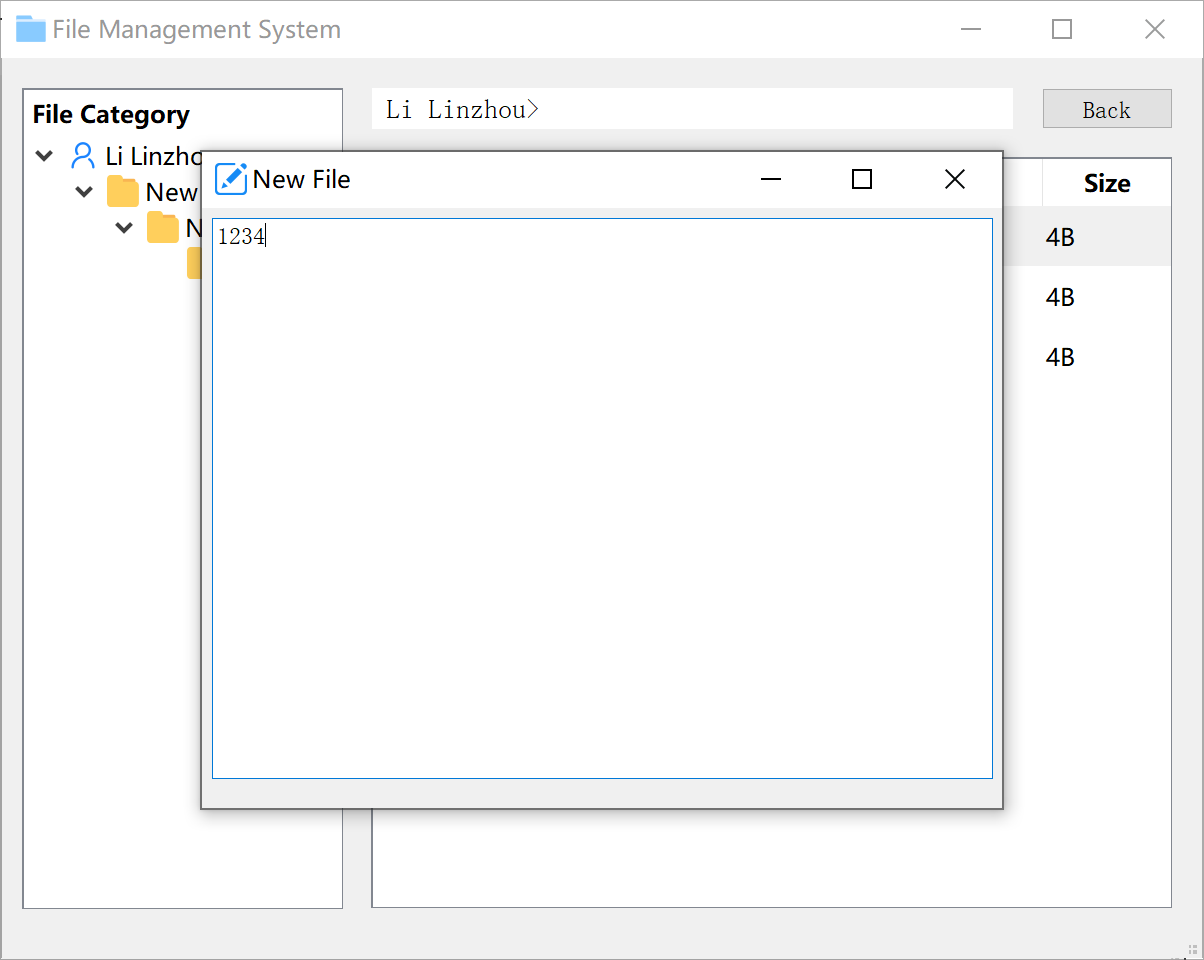 File Management System
File Category
Li Linzhou>
Back
Li Linzho
New
New File
Size
1234
4B
4B
4B